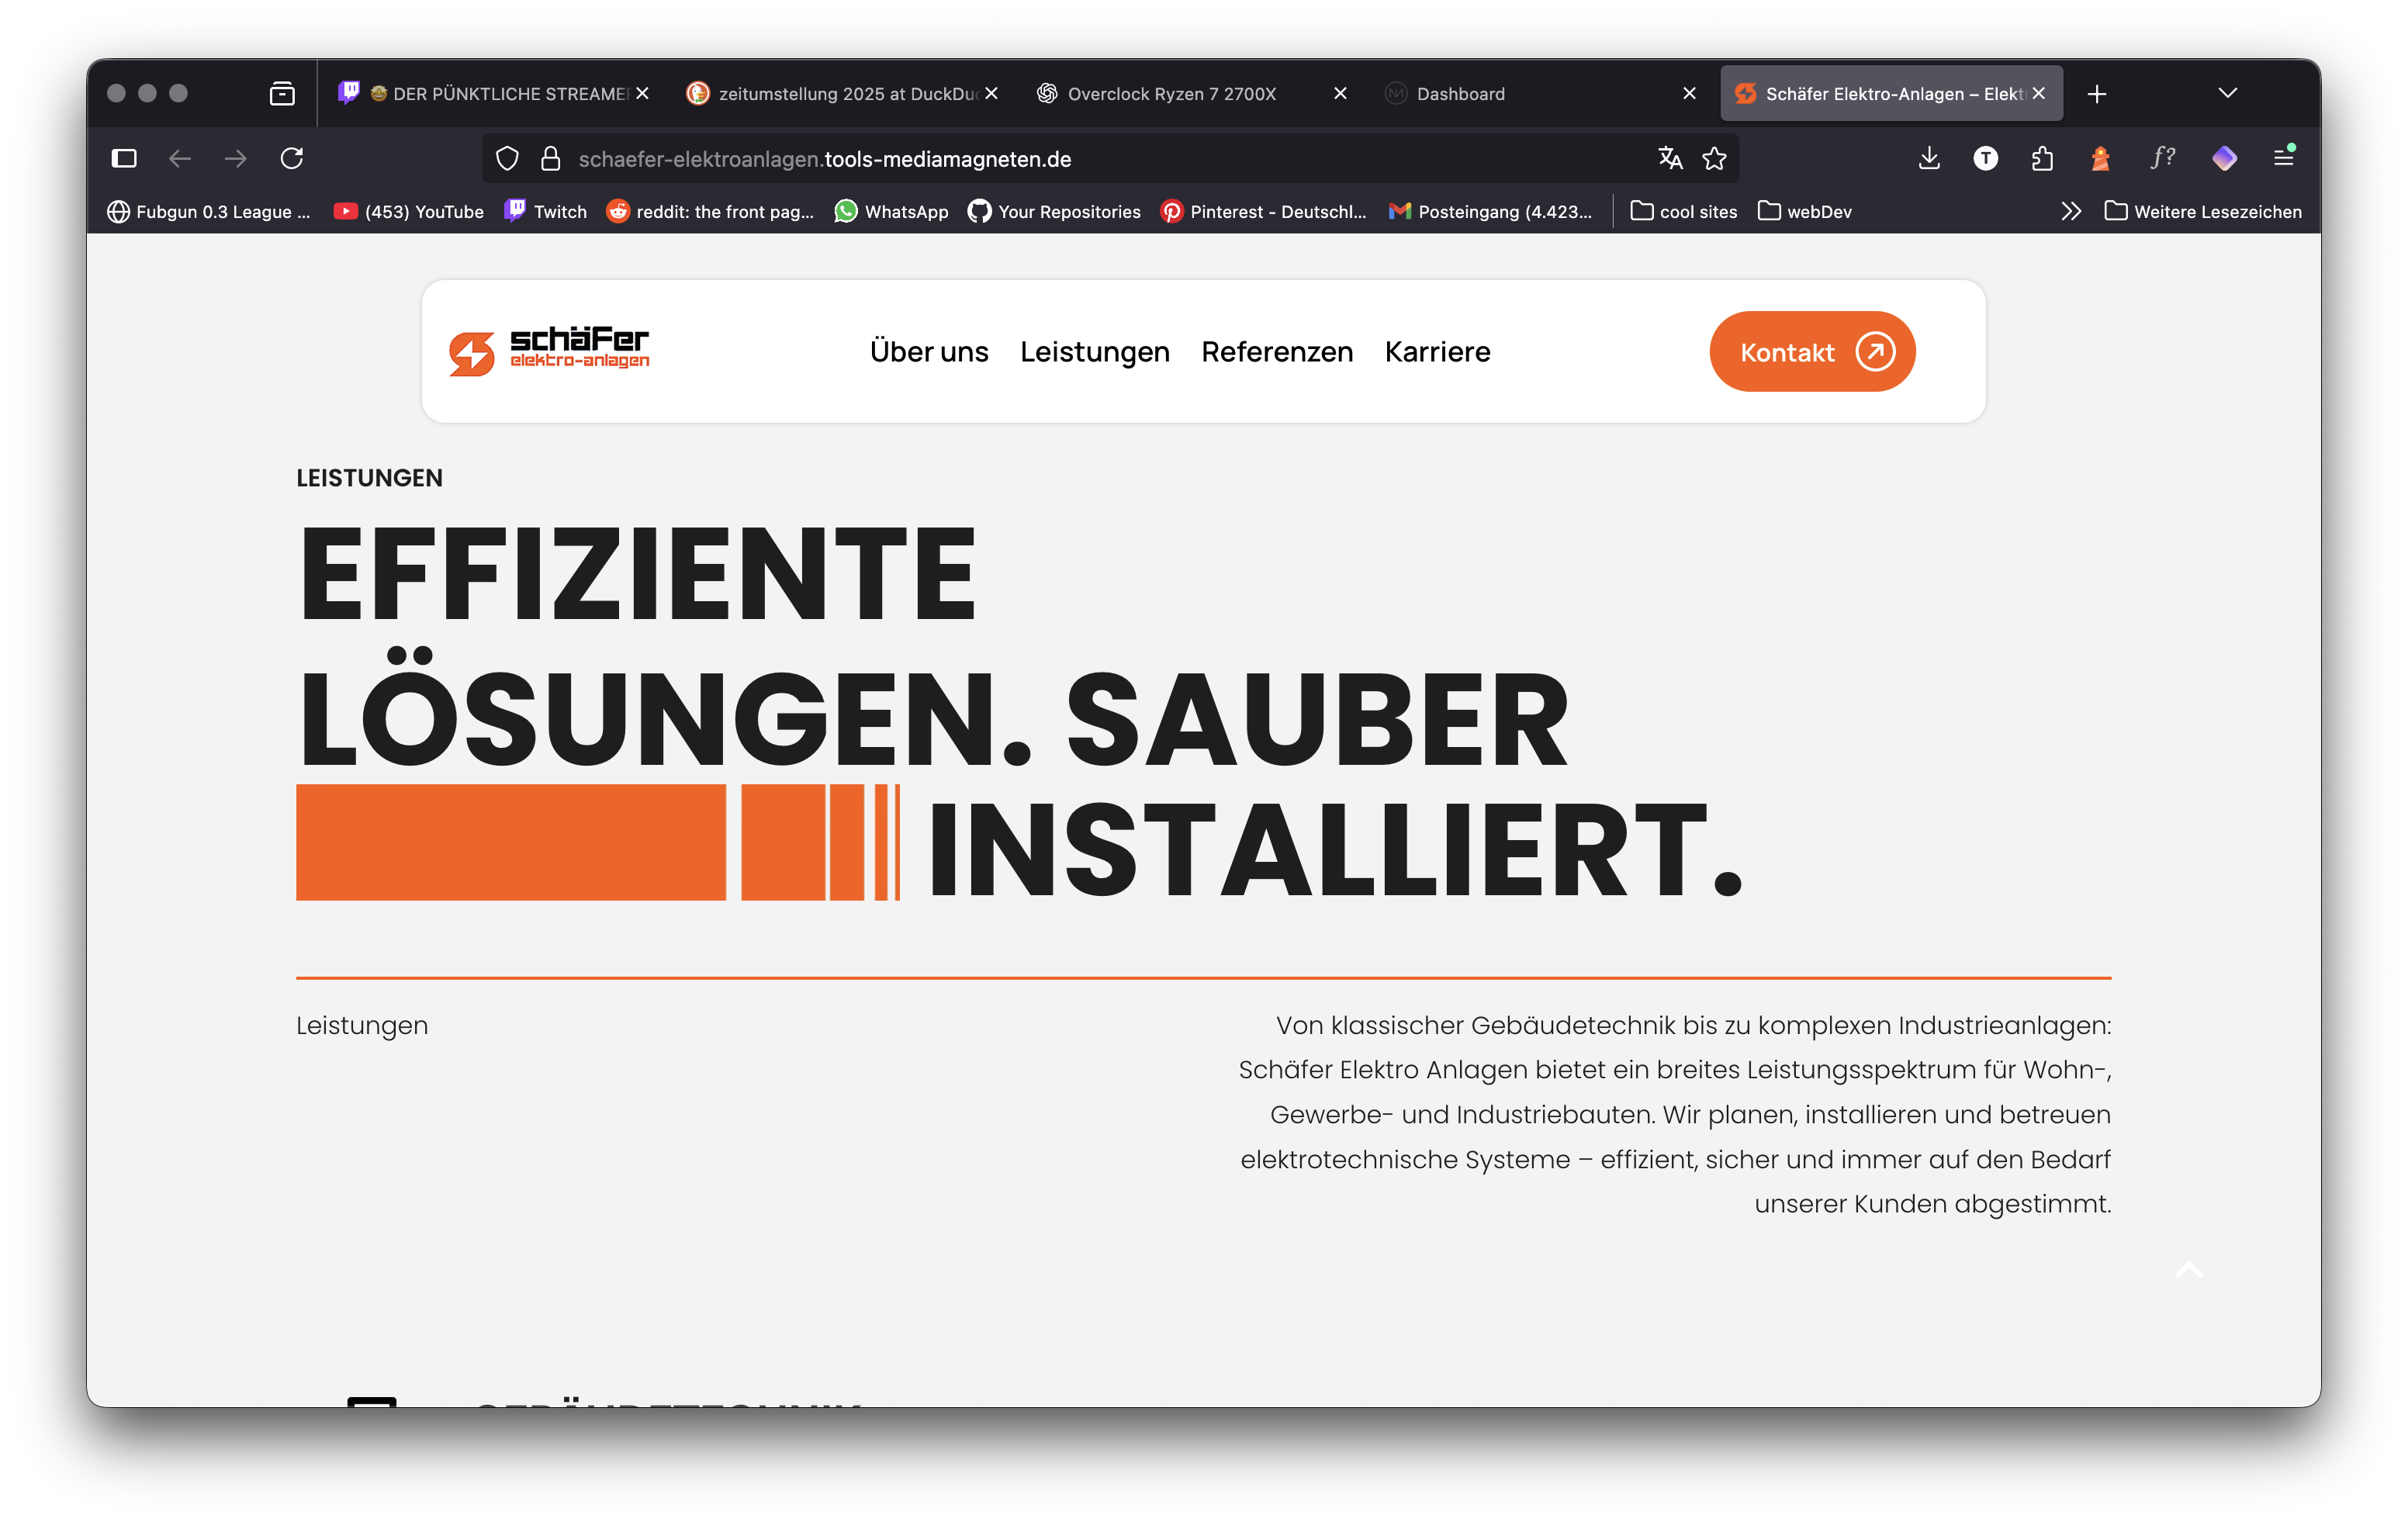 DER PÜNKTLICHE STREAMER
zeitumstellung 2025 at DuckDuc
Overclock Ryzen 7 2700X
Dashboard
Schäfer Elektro-Anlagen – Elekt
schaefer-elektroanlagen.tools-mediamagneten.de
T
f?
Fubgun 0.3 League ...
(453) YouTube
Twitch
reddit: the front pag...
WhatsApp
Your Repositories
Pinterest - Deutschl...
Posteingang (4.423...
cool sites
webDev
Weitere Lesezeichen
schäfer
elektro-anlagen
Über uns
Leistungen
Referenzen
Karriere
Kontakt
LEISTUNGEN
EFFIZIENTE
LÖSUNGEN. SAUBER
INSTALLIERT.
Leistungen
Von klassischer Gebäudetechnik bis zu komplexen Industrieanlagen:
Schäfer Elektro Anlagen bietet ein breites Leistungsspektrum für Wohn-,
Gewerbe- und Industriebauten. Wir planen, installieren und betreuen
elektrotechnische Systeme – effizient, sicher und immer auf den Bedarf
unserer Kunden abgestimmt.
GEBÄUDETECHNIK